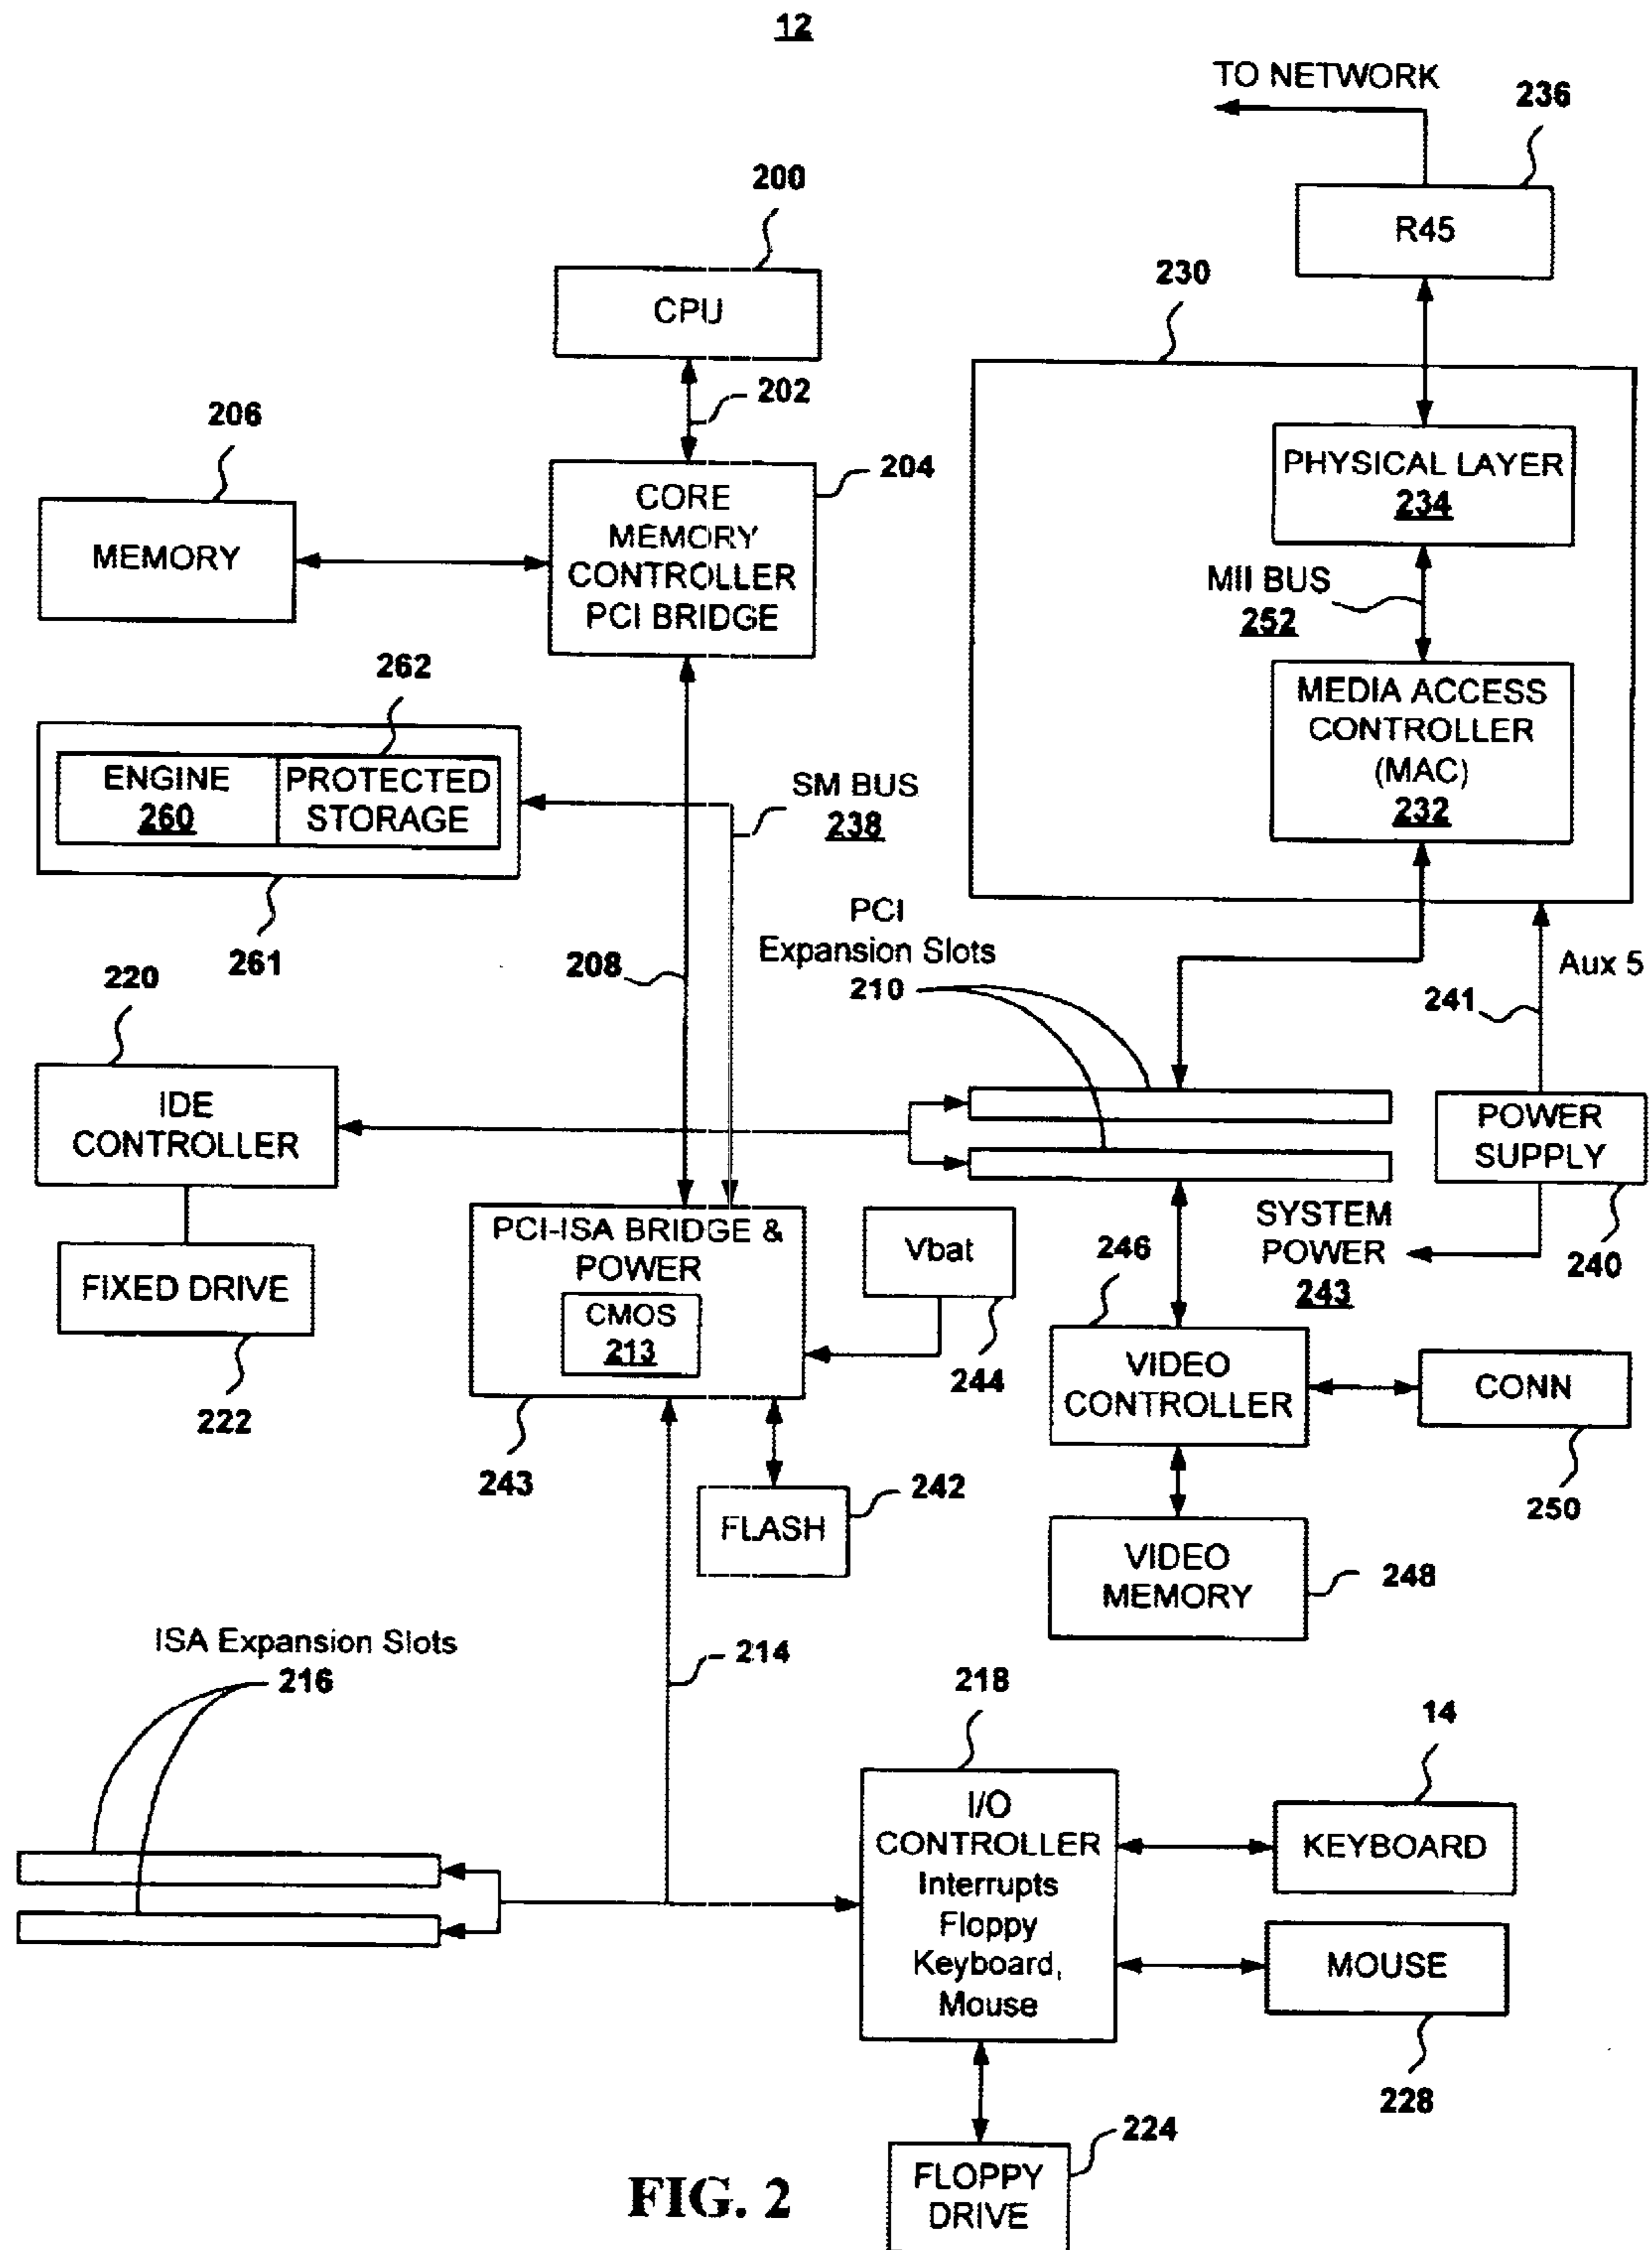 12
TO NETWORK
236
R45
200
CPU
202
230
206
MEMORY
204
CORE
MEMORY
CONTROLLER
PCI BRIDGE
PHYSICAL LAYER
234
MII BUS
252
MEDIA ACCESS
CONTROLLER
(MAC)
232
262
ENGINE
260
PROTECTED
STORAGE
261
SM BUS
238
208
PCI
Expansion Slots
210
Aux 5
241
220
IDE
CONTROLLER
FIXED DRIVE
222
POWER
SUPPLY
240
SYSTEM
POWER
243
PCI-ISA BRIDGE &
POWER
CMOS
213
243
Vbat
244
246
VIDEO
CONTROLLER
CONN
250
FLASH
242
VIDEO
MEMORY
248
ISA Expansion Slots
216
214
218
I/O
CONTROLLER
Interrupts
Floppy
Keyboard,
Mouse
14
KEYBOARD
MOUSE
228
224
FLOPPY
DRIVE
FIG. 2